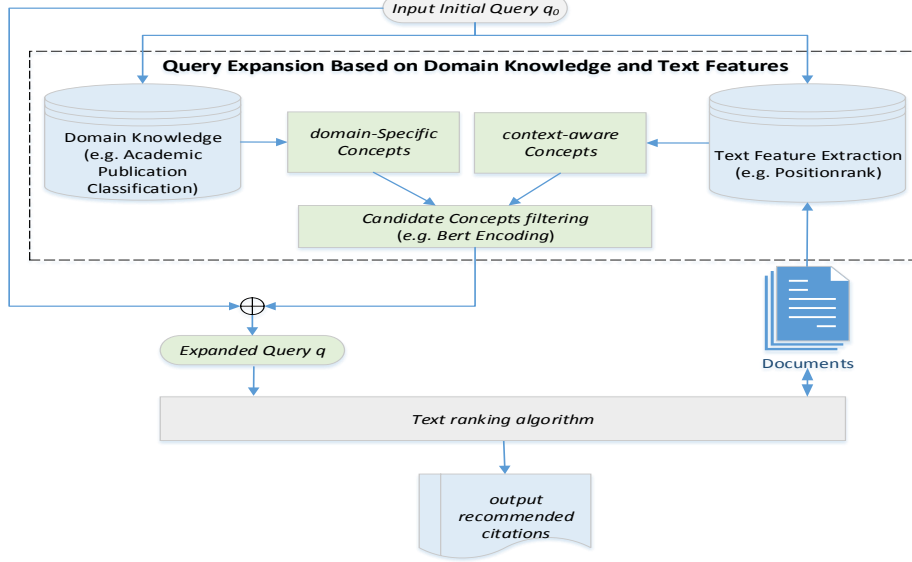 Input Initial Query q₀
Query Expansion Based on Domain Knowledge and Text Features
Domain Knowledge
(e.g. Academic
Publication
Classification)
domain-Specific
Concepts
context-aware
Concepts
Text Feature Extraction
(e.g. Positionrank)
Candidate Concepts filtering
(e.g. Bert Encoding)
Expanded Query q
Documents
Text ranking algorithm
output
recommended
citations